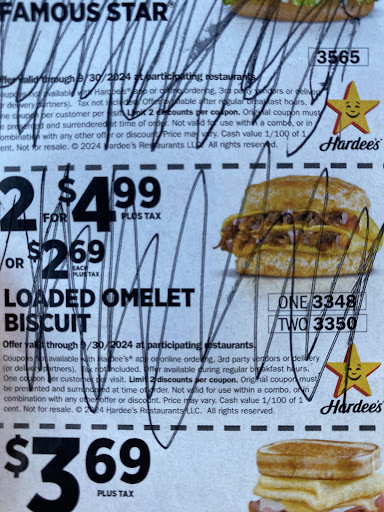 FAMOUS STAR®
3565
Offer valid through 9/30/2024 at participating restaurants.
Coupons not available with Hardee's® app or online ordering, 3rd party vendors or delivery
(or delivery partners). Tax not included. Offer available after regular breakfast hours.
One coupon per customer per visit. Limit 2 discounts per coupon. Original coupon must
be presented and surrendered at time of order. Not valid for use within a combo, or in
combination with any other offer or discount. Price may vary. Cash value 1/100 of 1
cent. Not for resale. © 2024 Hardee's Restaurants LLC. All rights reserved.
Hardee's
2 FOR $4.99
PLUS TAX
OR $2.69
EACH
PLUS TAX
LOADED OMELET
BISCUIT
ONE 3348
TWO 3350
Offer valid through 9/30/2024 at participating restaurants.
Coupons not available with Hardee's® app or online ordering, 3rd party vendors or delivery
(or delivery partners). Tax not included. Offer available during regular breakfast hours.
One coupon per customer per visit. Limit 2 discounts per coupon. Original coupon must
be presented and surrendered at time of order. Not valid for use within a combo, or in
combination with any other offer or discount. Price may vary. Cash value 1/100 of 1
cent. Not for resale. © 2024 Hardee's Restaurants LLC. All rights reserved.
Hardee's
$3.69
PLUS TAX